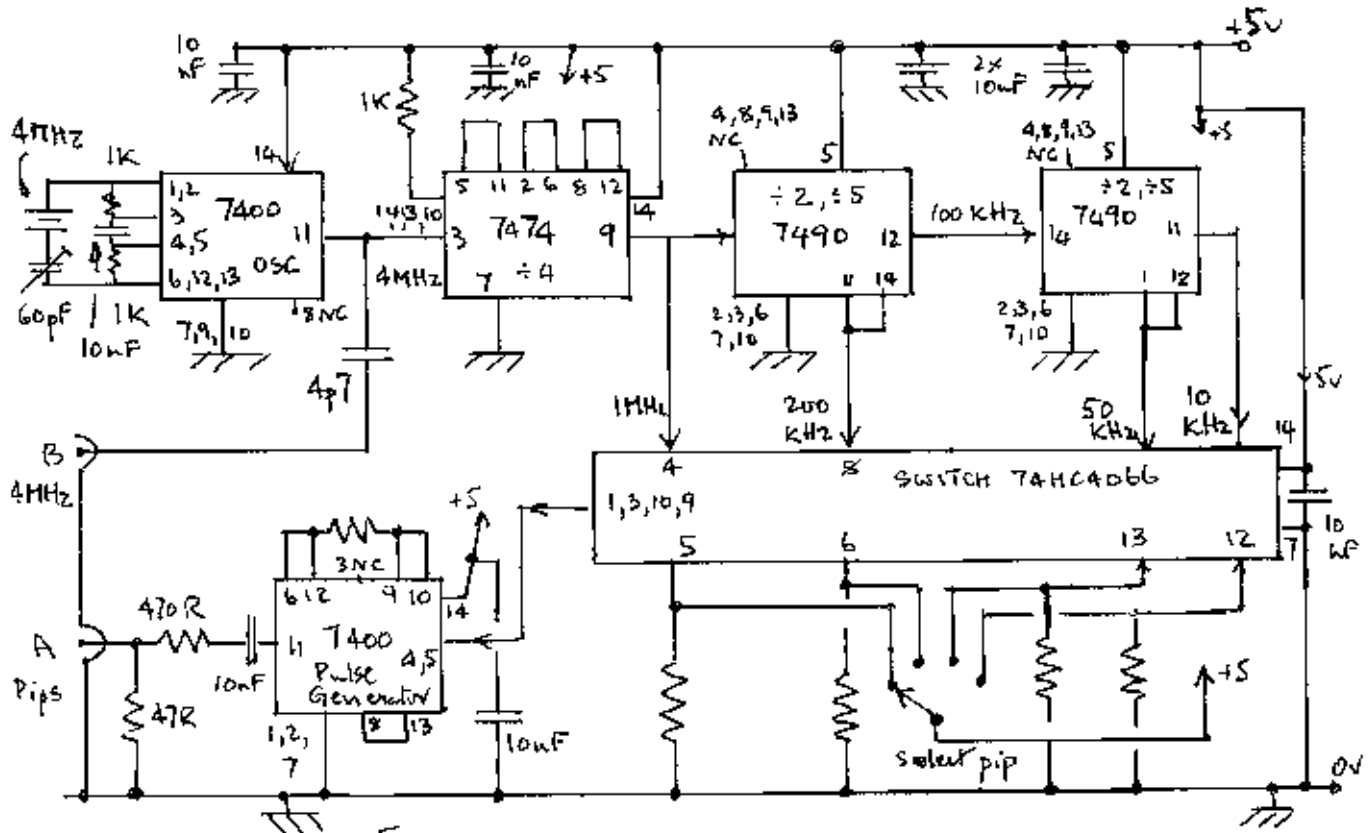 +5v
10
nF
10
nF
+5
2x
10nF
+5
1K
4MHz
1K
14
1,2
3
4,5
6,12,13
7400
OSC
11
8NC
7,9,10
60pF
1K
10nF
14,13,10
5 11 2 6 8 12
14
3
7474
9
÷4
7
4MHz
4,8,9,13
NC
5
÷2, ÷5
7490
12
11
14
2,3,6
7,10
100KHz
4,8,9,13
NC
5
÷2, ÷5
7490
14
11
1
12
2,3,6
7,10
4p7
1MHz
200
KHz
50
KHz
10
KHz
5v
14
B
4MHz
4
8
SWITCH 74HC4066
1,3,10,9
5
6
13
12
7
10
nF
+5
3NC
6 12 9 10
14
7400
Pulse
Generator
11
4,5
8 13
1,2,
7
470R
10nF
A
Pips
47R
10nF
select pip
+5
0v